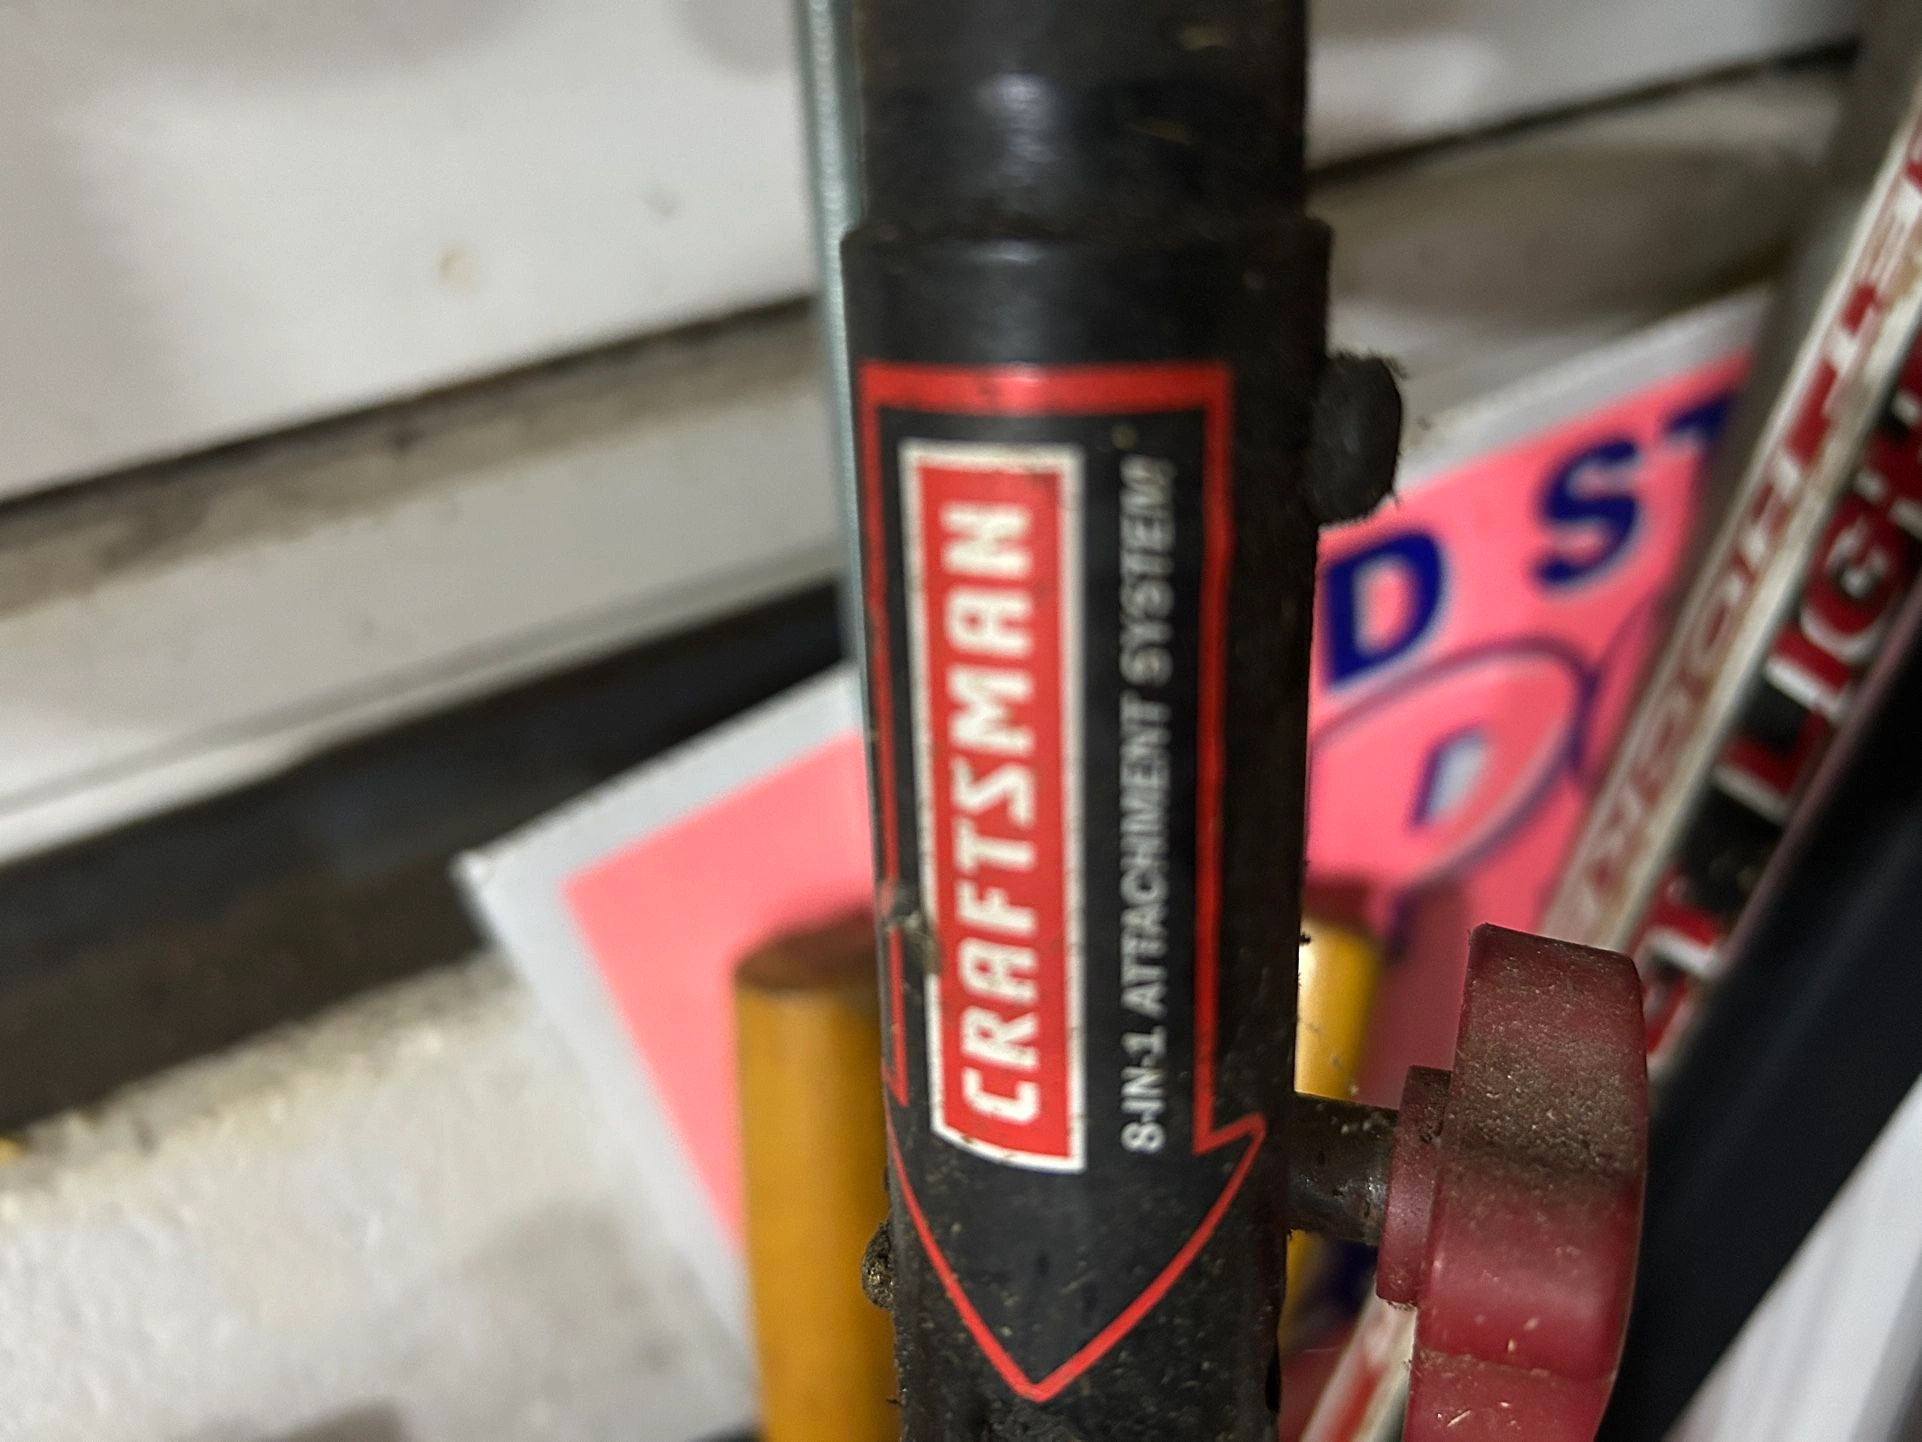 CRAFTSMAN
8-IN-1 ATTACHMENT SYSTEM!
D S